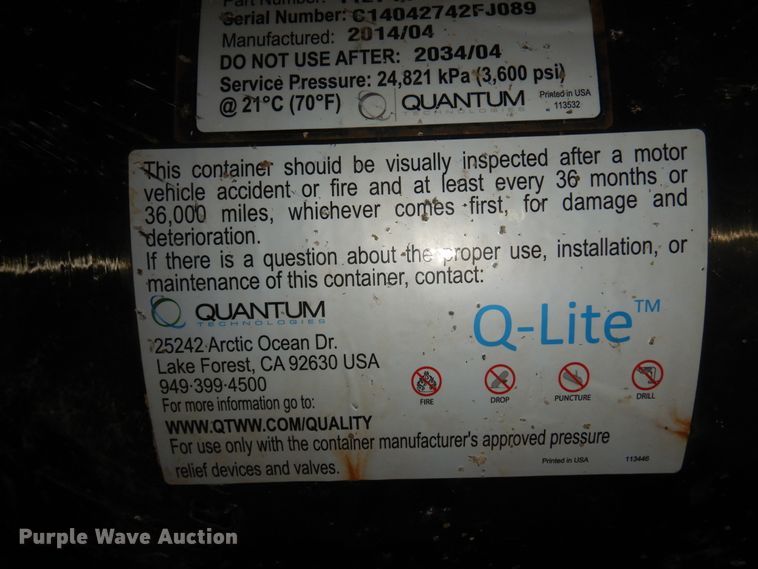 Part Number:
Serial Number: C14042742FJ089
Manufactured: 2014/04
DO NOT USE AFTER: 2034/04
Service Pressure: 24,821 kPa (3,600 psi)
@ 21°C (70°F) QUANTUM
TECHNOLOGIES
Printed in USA
113532
This container should be visually inspected after a motor
vehicle accident or fire and at least every 36 months or
36,000 miles, whichever comes first, for damage and
deterioration.
If there is a question about the proper use, installation, or
maintenance of this container, contact:
QUANTUM
TECHNOLOGIES
Q-Lite™
25242 Arctic Ocean Dr.
Lake Forest, CA 92630 USA
949-399-4500
For more information go to:
WWW.QTWW.COM/QUALITY
FIRE DROP PUNCTURE DRILL
For use only with the container manufacturer's approved pressure
relief devices and valves.
Printed in USA 113446
Purple Wave Auction